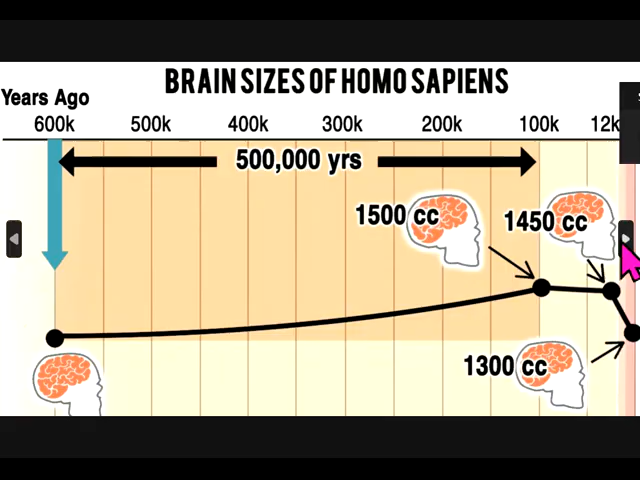 BRAIN SIZES OF HOMO SAPIENS
Years Ago
600k 500k 400k 300k 200k 100k 12k
500,000 yrs
1500 cc
1450 cc
1300 cc